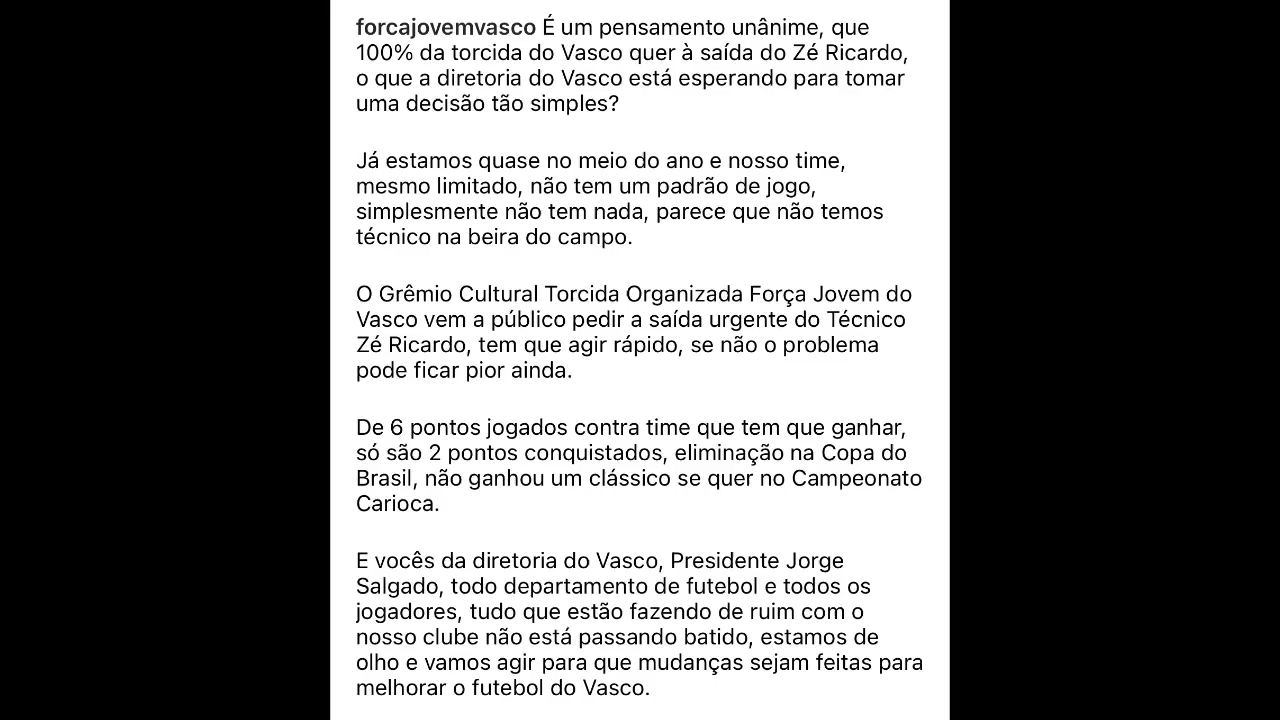 forcajovemvasco É um pensamento unânime, que
100% da torcida do Vasco quer à saída do Zé Ricardo,
o que a diretoria do Vasco está esperando para tomar
uma decisão tão simples?
Já estamos quase no meio do ano e nosso time,
mesmo limitado, não tem um padrão de jogo,
simplesmente não tem nada, parece que não temos
técnico na beira do campo.
O Grêmio Cultural Torcida Organizada Força Jovem do
Vasco vem a público pedir a saída urgente do Técnico
Zé Ricardo, tem que agir rápido, se não o problema
pode ficar pior ainda.
De 6 pontos jogados contra time que tem que ganhar,
só são 2 pontos conquistados, eliminação na Copa do
Brasil, não ganhou um clássico se quer no Campeonato
Carioca.
E vocês da diretoria do Vasco, Presidente Jorge
Salgado, todo departamento de futebol e todos os
jogadores, tudo que estão fazendo de ruim com o
nosso clube não está passando batido, estamos de
olho e vamos agir para que mudanças sejam feitas para
melhorar o futebol do Vasco.